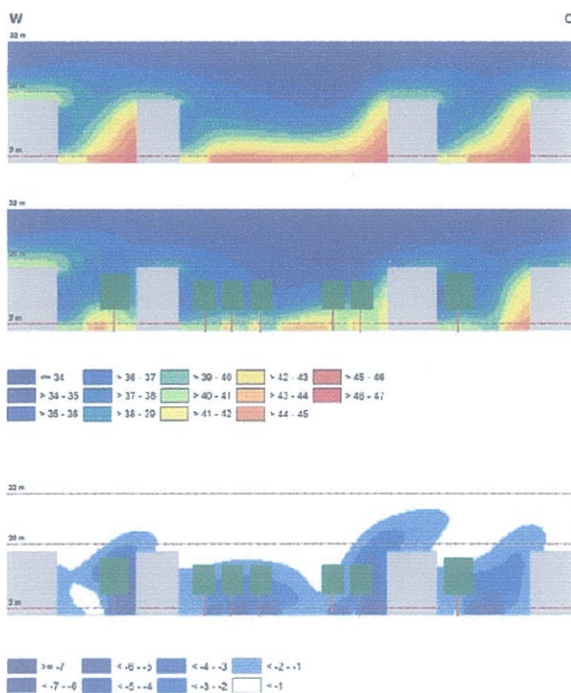 W
32 m
2 m
32 m
2 m
<= 34
> 36 - 37
> 39 - 40
> 42 - 43
> 45 - 46
> 34 - 35
> 37 - 38
> 40 - 41
> 43 - 44
> 46 - 47
> 35 - 36
> 38 - 39
> 41 - 42
> 44 - 45
32 m
20 m
2 m
>= -7
< -6 - -5
< -4 - -3
< -2 - -1
< -7 - -6
< -5 - -4
< -3 - -2
< -1